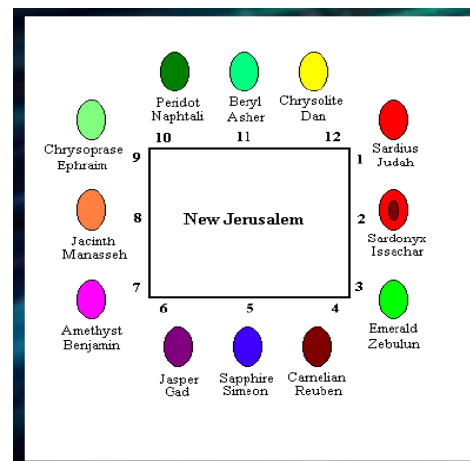 Peridot
Naphtali
Beryl
Asher
Chrysolite
Dan
10
11
12
Chrysoprase
Ephraim
9
Sardius
Judah
1
Jacinth
Manasseh
8
New Jerusalem
2
Sardonyx
Issachar
7
3
Amethyst
Benjamin
Emerald
Zebulun
6
5
4
Jasper
Gad
Sapphire
Simeon
Carnelian
Reuben